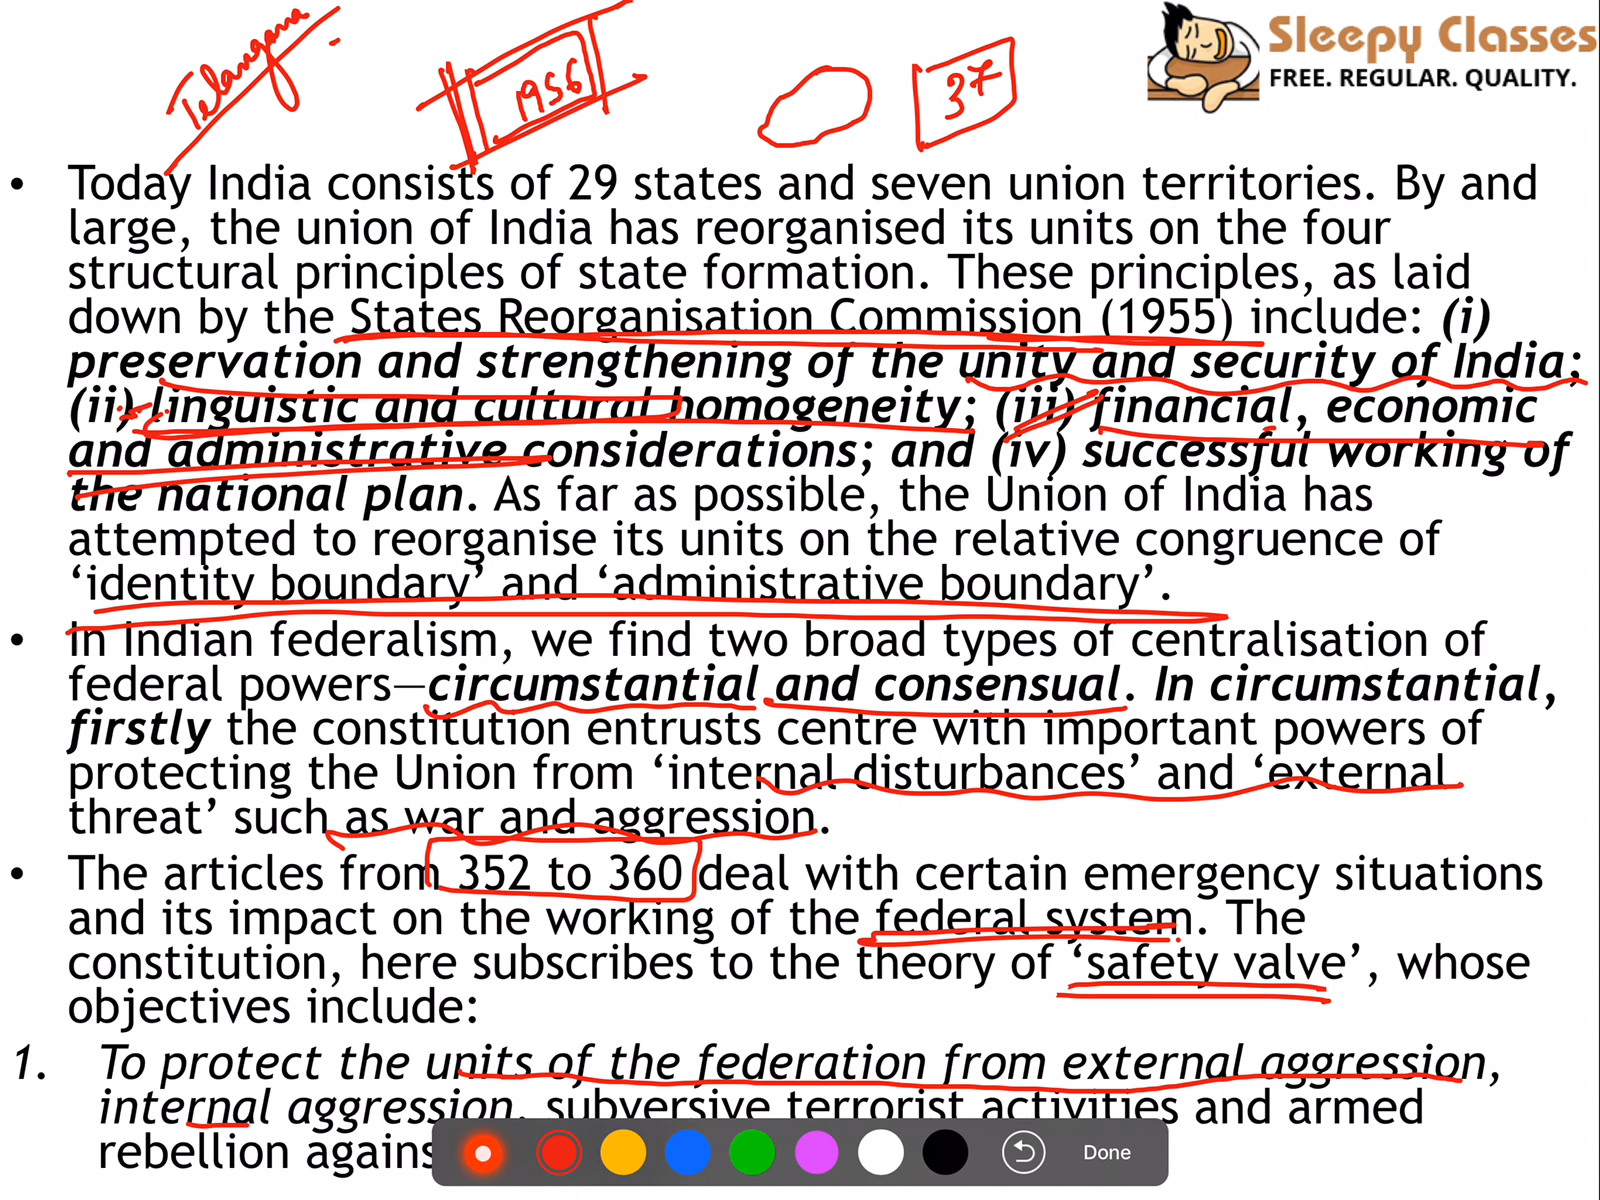 Telangana
1956
37
Sleepy Classes
FREE. REGULAR. QUALITY.
• Today India consists of 29 states and seven union territories. By and
large, the union of India has reorganised its units on the four
structural principles of state formation. These principles, as laid
down by the States Reorganisation Commission (1955) include: (i)
preservation and strengthening of the unity and security of India;
(ii) linguistic and cultural homogeneity; (iii) financial, economic
and administrative considerations; and (iv) successful working of
the national plan. As far as possible, the Union of India has
attempted to reorganise its units on the relative congruence of
‘identity boundary’ and ‘administrative boundary’.
• In Indian federalism, we find two broad types of centralisation of
federal powers—circumstantial and consensual. In circumstantial,
firstly the constitution entrusts centre with important powers of
protecting the Union from ‘internal disturbances’ and ‘external
threat’ such as war and aggression.
• The articles from 352 to 360 deal with certain emergency situations
and its impact on the working of the federal system. The
constitution, here subscribes to the theory of ‘safety valve’, whose
objectives include:
1. To protect the units of the federation from external aggression,
internal aggression, subversive terrorist activities and armed
rebellion agains
Done